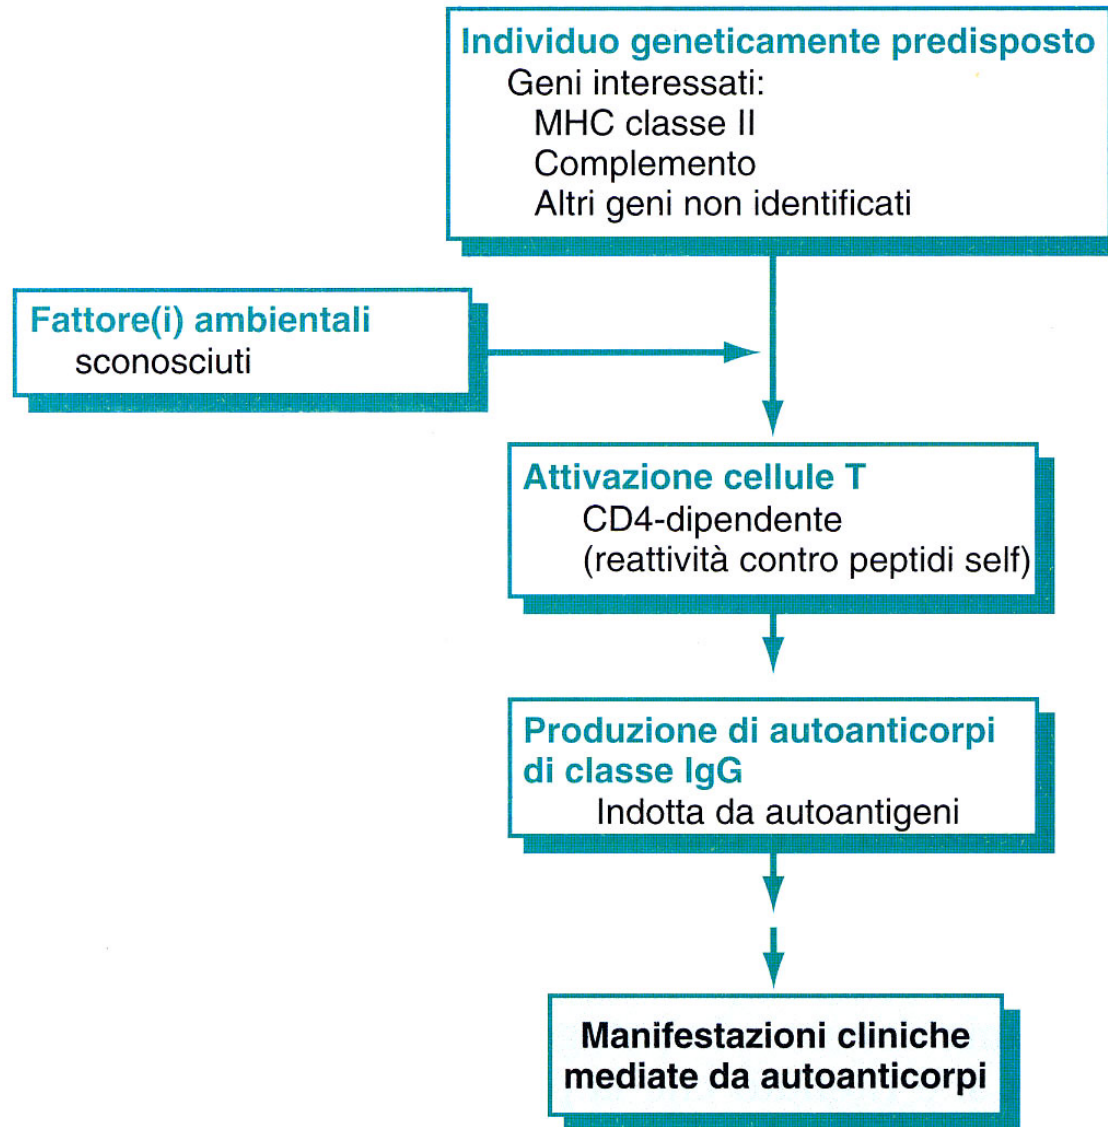 Individuo geneticamente predisposto
Geni interessati:
MHC classe II
Complemento
Altri geni non identificati
Fattore(i) ambientali
sconosciuti
Attivazione cellule T
CD4-dipendente
(reattività contro peptidi self)
Produzione di autoanticorpi
di classe IgG
Indotta da autoantigeni
Manifestazioni cliniche
mediate da autoanticorpi